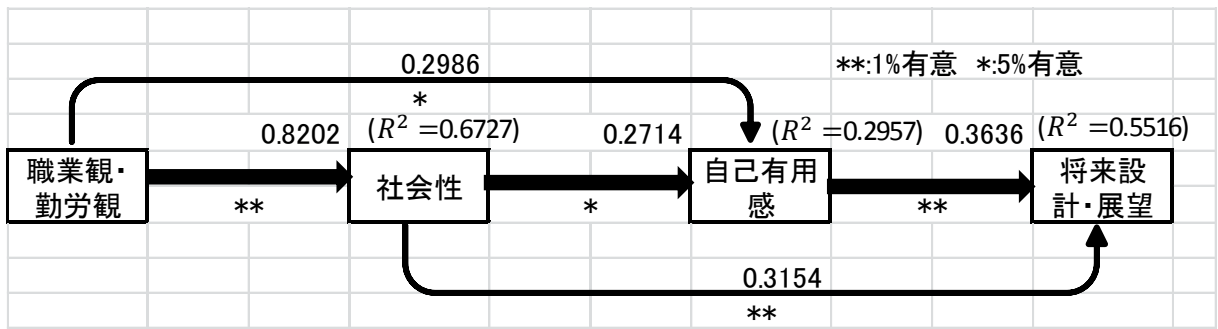 0.2986
**:1%有意 *:5%有意
*
0.8202
(R² =0.6727)
0.2714
(R² =0.2957)
0.3636
(R² =0.5516)
職業観・
勤労観
**
社会性
*
自己有用
感
**
将来設
計・展望
0.3154
**